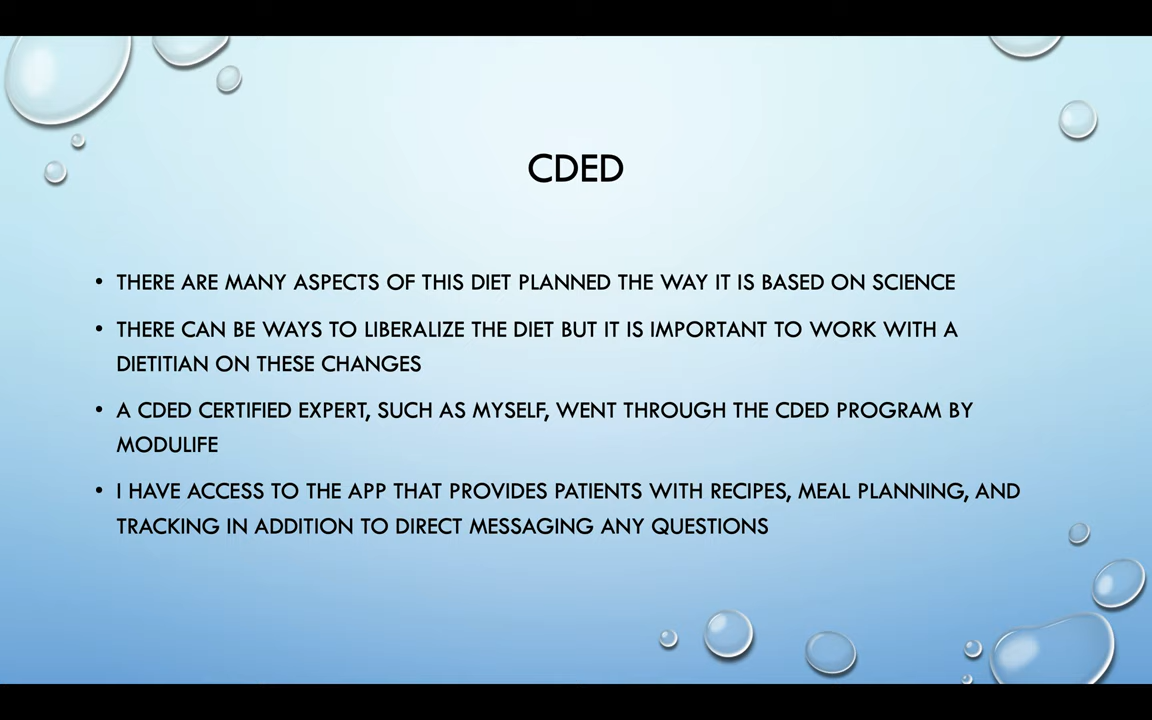 CDED
• THERE ARE MANY ASPECTS OF THIS DIET PLANNED THE WAY IT IS BASED ON SCIENCE
• THERE CAN BE WAYS TO LIBERALIZE THE DIET BUT IT IS IMPORTANT TO WORK WITH A
DIETITIAN ON THESE CHANGES
• A CDED CERTIFIED EXPERT, SUCH AS MYSELF, WENT THROUGH THE CDED PROGRAM BY
MODULIFE
• I HAVE ACCESS TO THE APP THAT PROVIDES PATIENTS WITH RECIPES, MEAL PLANNING, AND
TRACKING IN ADDITION TO DIRECT MESSAGING ANY QUESTIONS